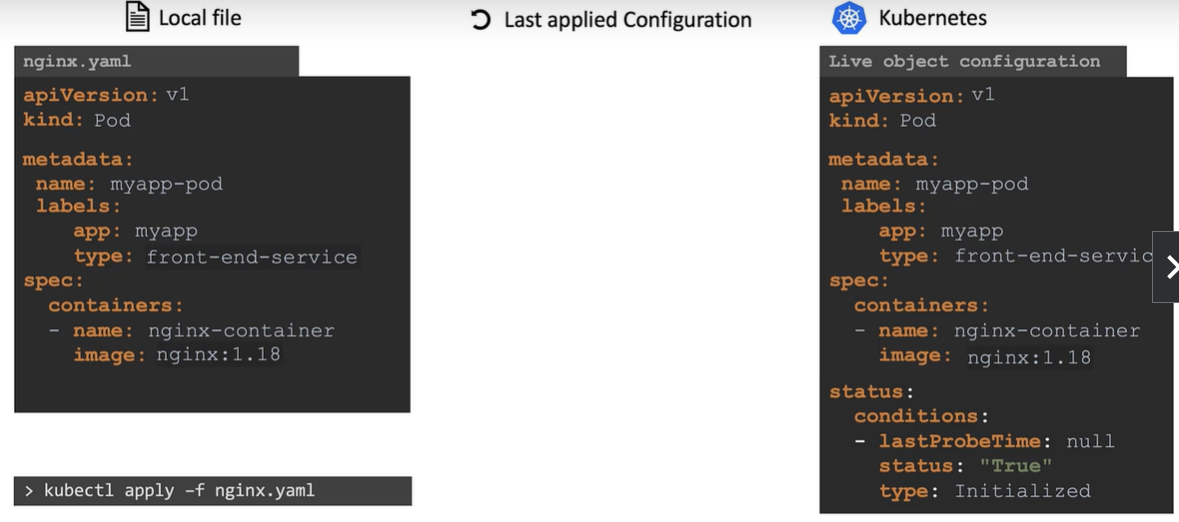 Local file
Last applied Configuration
Kubernetes
nginx.yaml
apiVersion: v1
kind: Pod
metadata:
name: myapp-pod
labels:
app: myapp
type: front-end-service
spec:
containers:
- name: nginx-container
image: nginx:1.18
> kubectl apply –f nginx.yaml
Live object configuration
apiVersion: v1
kind: Pod
metadata:
name: myapp-pod
labels:
app: myapp
type: front-end-servic
spec:
containers:
- name: nginx-container
image: nginx:1.18
status:
conditions:
- lastProbeTime: null
status: "True"
type: Initialized